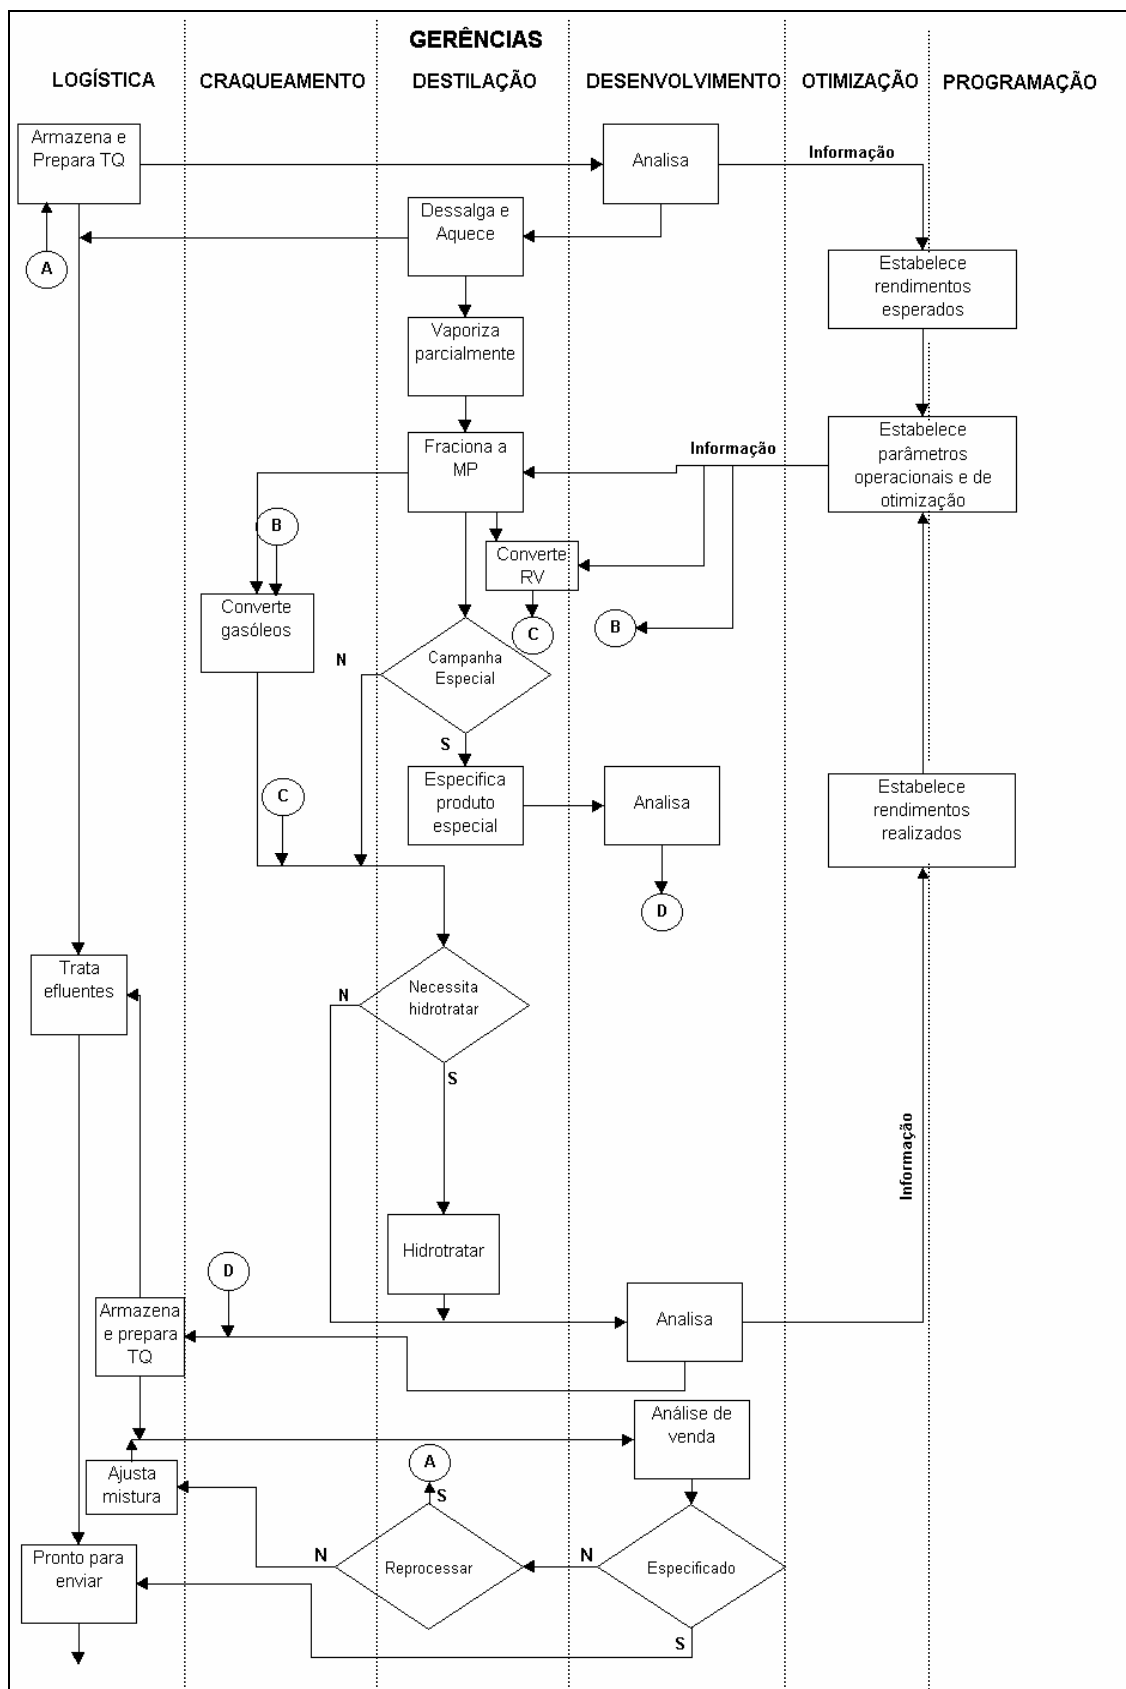 GERÊNCIAS
LOGÍSTICA
CRAQUEAMENTO
DESTILAÇÃO
DESENVOLVIMENTO
OTIMIZAÇÃO
PROGRAMAÇÃO
Armazena e
Prepara TQ
Analisa
Informação
Dessalga e
Aquece
A
Estabelece
rendimentos
esperados
Vaporiza
parcialmente
Fraciona a
MP
Informação
Estabelece
parâmetros
operacionais e de
otimização
B
Converte
RV
Converte
gasóleos
C
B
N
Campanha
Especial
S
Especifica
produto
especial
Analisa
Estabelece
rendimentos
realizados
C
D
Trata
efluentes
N
Necessita
hidrotratar
S
Informação
Hidrotratar
D
Armazena
e prepara
TQ
Analisa
Análise de
venda
A
Ajusta
mistura
S
Pronto para
enviar
N
Reprocessar
N
Especificado
S